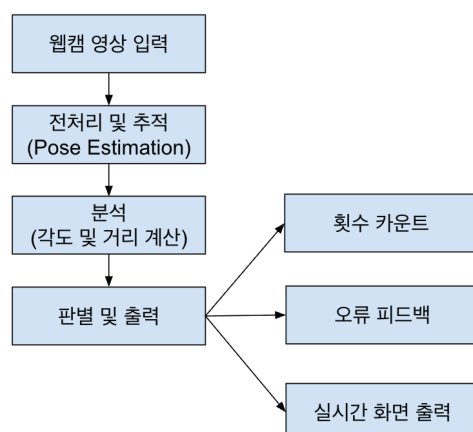 웹캠 영상 입력
전처리 및 추적
(Pose Estimation)
분석
(각도 및 거리 계산)
판별 및 출력
횟수 카운트
오류 피드백
실시간 화면 출력